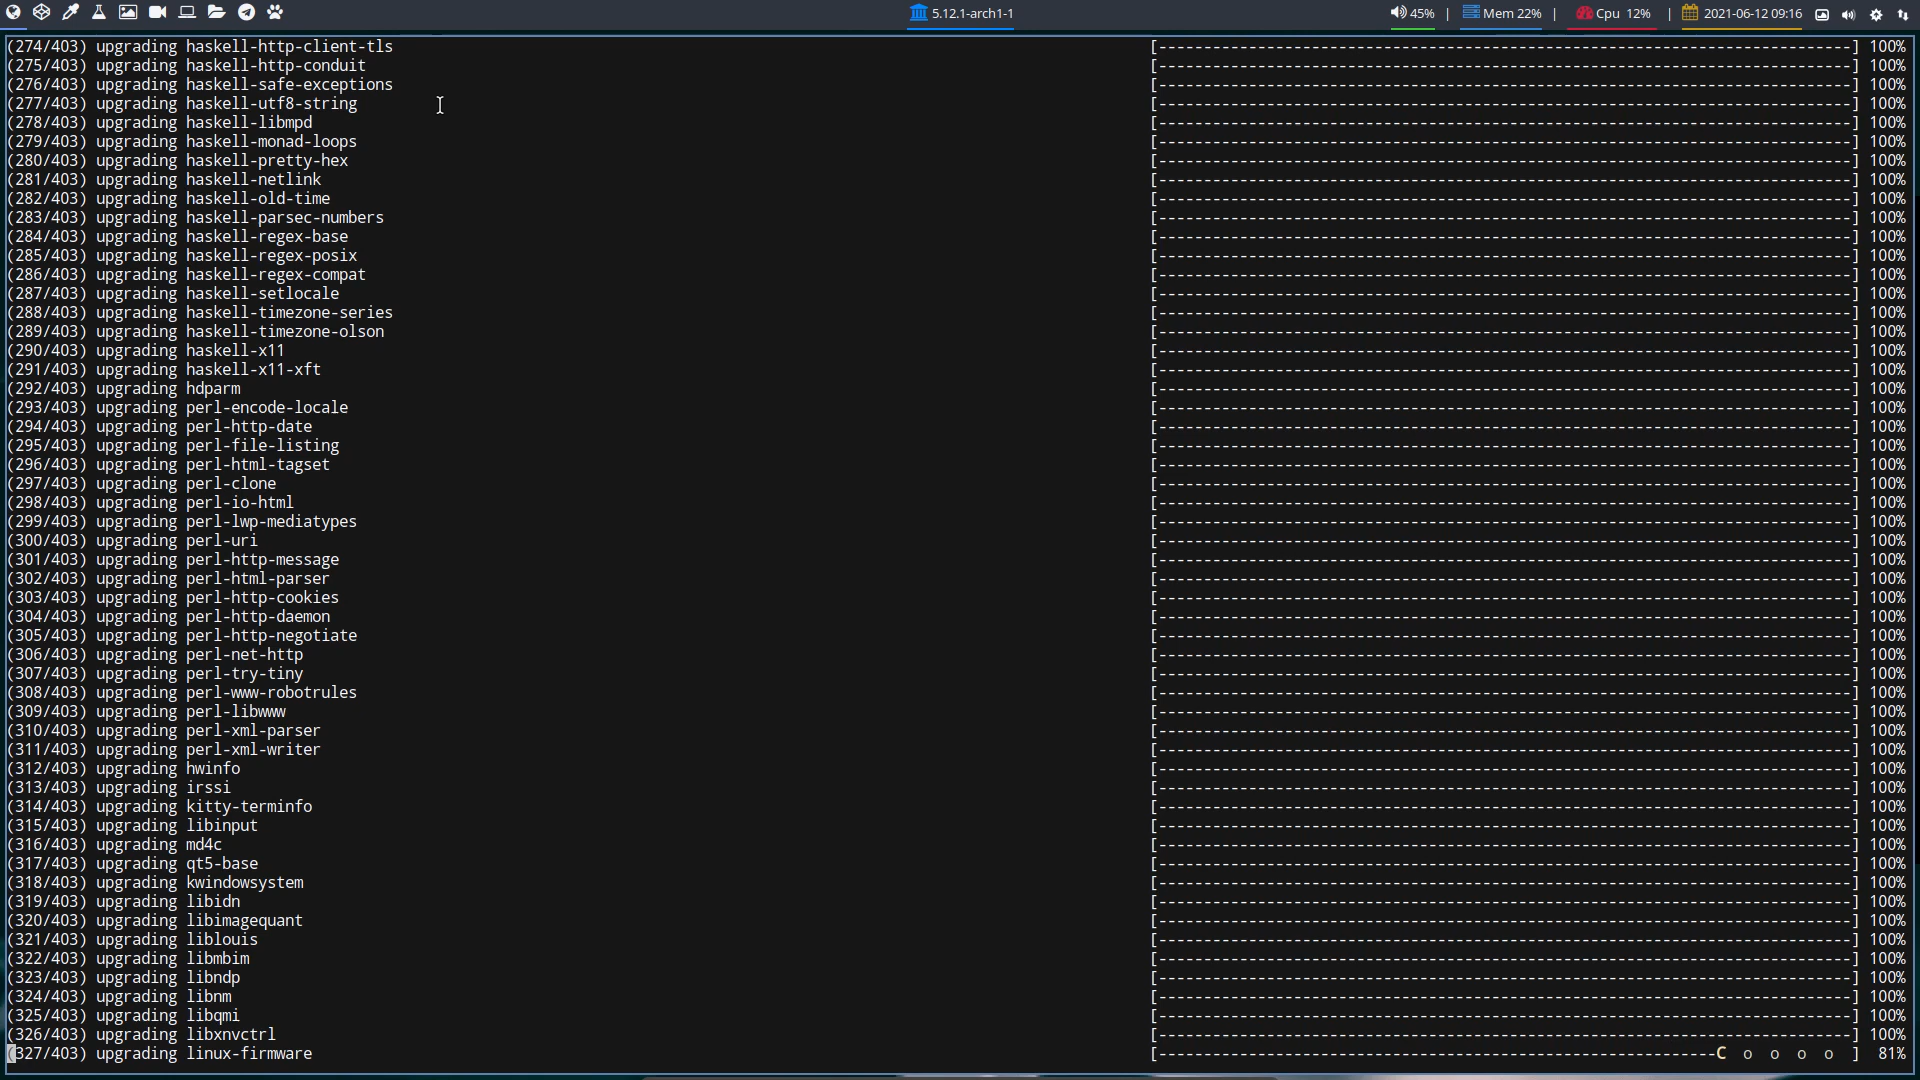 5.12.1-arch1-1 45% | Mem 22% | Cpu 12% | 2021-06-12 09:16
(274/403) upgrading haskell-http-client-tls [-----------------------------------------------------------------------------] 100%
(275/403) upgrading haskell-http-conduit [-----------------------------------------------------------------------------] 100%
(276/403) upgrading haskell-safe-exceptions [-----------------------------------------------------------------------------] 100%
(277/403) upgrading haskell-utf8-string [-----------------------------------------------------------------------------] 100%
(278/403) upgrading haskell-libmpd [-----------------------------------------------------------------------------] 100%
(279/403) upgrading haskell-monad-loops [-----------------------------------------------------------------------------] 100%
(280/403) upgrading haskell-pretty-hex [-----------------------------------------------------------------------------] 100%
(281/403) upgrading haskell-netlink [-----------------------------------------------------------------------------] 100%
(282/403) upgrading haskell-old-time [-----------------------------------------------------------------------------] 100%
(283/403) upgrading haskell-parsec-numbers [-----------------------------------------------------------------------------] 100%
(284/403) upgrading haskell-regex-base [-----------------------------------------------------------------------------] 100%
(285/403) upgrading haskell-regex-posix [-----------------------------------------------------------------------------] 100%
(286/403) upgrading haskell-regex-compat [-----------------------------------------------------------------------------] 100%
(287/403) upgrading haskell-setlocale [-----------------------------------------------------------------------------] 100%
(288/403) upgrading haskell-timezone-series [-----------------------------------------------------------------------------] 100%
(289/403) upgrading haskell-timezone-olson [-----------------------------------------------------------------------------] 100%
(290/403) upgrading haskell-x11 [-----------------------------------------------------------------------------] 100%
(291/403) upgrading haskell-x11-xft [-----------------------------------------------------------------------------] 100%
(292/403) upgrading hdparm [-----------------------------------------------------------------------------] 100%
(293/403) upgrading perl-encode-locale [-----------------------------------------------------------------------------] 100%
(294/403) upgrading perl-http-date [-----------------------------------------------------------------------------] 100%
(295/403) upgrading perl-file-listing [-----------------------------------------------------------------------------] 100%
(296/403) upgrading perl-html-tagset [-----------------------------------------------------------------------------] 100%
(297/403) upgrading perl-clone [-----------------------------------------------------------------------------] 100%
(298/403) upgrading perl-io-html [-----------------------------------------------------------------------------] 100%
(299/403) upgrading perl-lwp-mediatypes [-----------------------------------------------------------------------------] 100%
(300/403) upgrading perl-uri [-----------------------------------------------------------------------------] 100%
(301/403) upgrading perl-http-message [-----------------------------------------------------------------------------] 100%
(302/403) upgrading perl-html-parser [-----------------------------------------------------------------------------] 100%
(303/403) upgrading perl-http-cookies [-----------------------------------------------------------------------------] 100%
(304/403) upgrading perl-http-daemon [-----------------------------------------------------------------------------] 100%
(305/403) upgrading perl-http-negotiate [-----------------------------------------------------------------------------] 100%
(306/403) upgrading perl-net-http [-----------------------------------------------------------------------------] 100%
(307/403) upgrading perl-try-tiny [-----------------------------------------------------------------------------] 100%
(308/403) upgrading perl-www-robotrules [-----------------------------------------------------------------------------] 100%
(309/403) upgrading perl-libwww [-----------------------------------------------------------------------------] 100%
(310/403) upgrading perl-xml-parser [-----------------------------------------------------------------------------] 100%
(311/403) upgrading perl-xml-writer [-----------------------------------------------------------------------------] 100%
(312/403) upgrading hwinfo [-----------------------------------------------------------------------------] 100%
(313/403) upgrading irssi [-----------------------------------------------------------------------------] 100%
(314/403) upgrading kitty-terminfo [-----------------------------------------------------------------------------] 100%
(315/403) upgrading libinput [-----------------------------------------------------------------------------] 100%
(316/403) upgrading md4c [-----------------------------------------------------------------------------] 100%
(317/403) upgrading qt5-base [-----------------------------------------------------------------------------] 100%
(318/403) upgrading kwindowsystem [-----------------------------------------------------------------------------] 100%
(319/403) upgrading libidn [-----------------------------------------------------------------------------] 100%
(320/403) upgrading libimagequant [-----------------------------------------------------------------------------] 100%
(321/403) upgrading liblouis [-----------------------------------------------------------------------------] 100%
(322/403) upgrading libmbim [-----------------------------------------------------------------------------] 100%
(323/403) upgrading libndp [-----------------------------------------------------------------------------] 100%
(324/403) upgrading libnm [-----------------------------------------------------------------------------] 100%
(325/403) upgrading libqmi [-----------------------------------------------------------------------------] 100%
(326/403) upgrading libxnvctrl [-----------------------------------------------------------------------------] 100%
(327/403) upgrading linux-firmware [--------------------------------------------------------------C  o  o  o  o  ] 81%